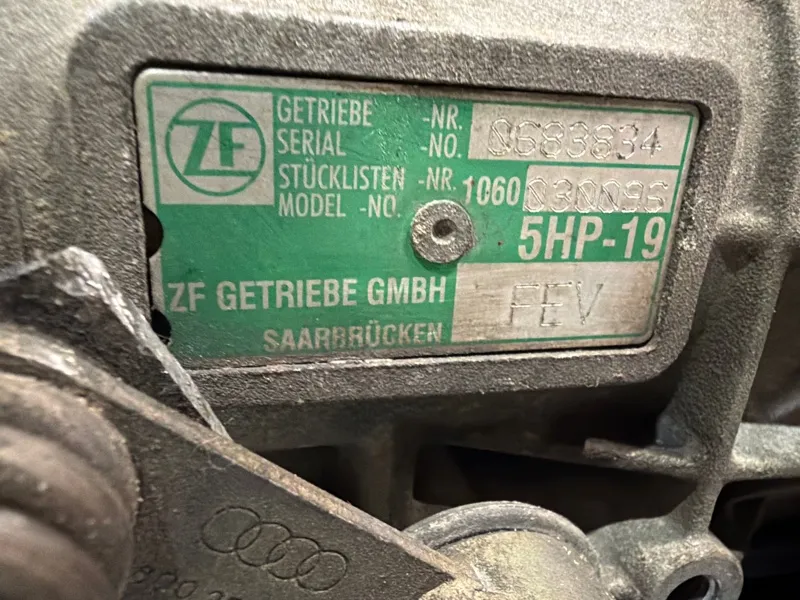 ZF
GETRIEBE -NR. 0683834
SERIAL -NO.
STÜCKLISTEN -NR. 1060 030096
MODEL -NO.
5HP-19
ZF GETRIEBE GMBH FEV
SAARBRÜCKEN